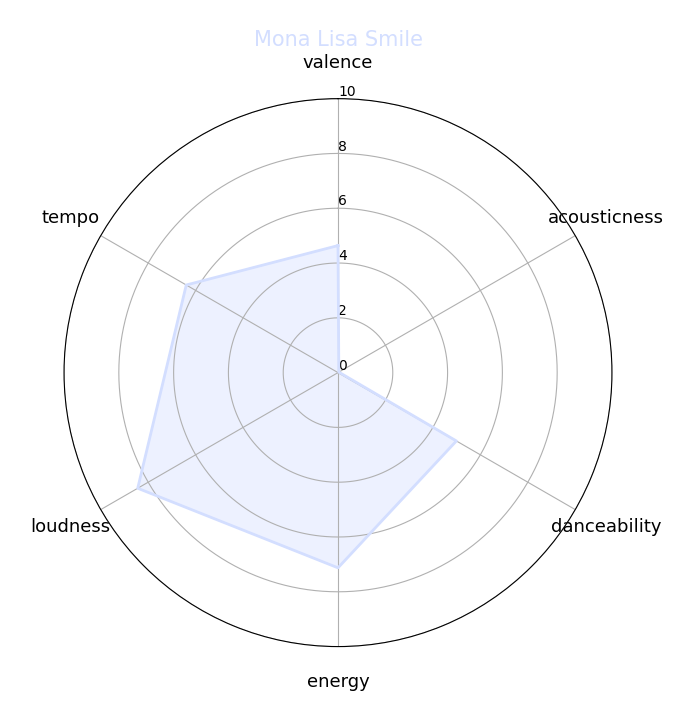 Mona Lisa Smile
valence
10
8
tempo
6
acousticness
4
2
0
loudness
danceability
energy